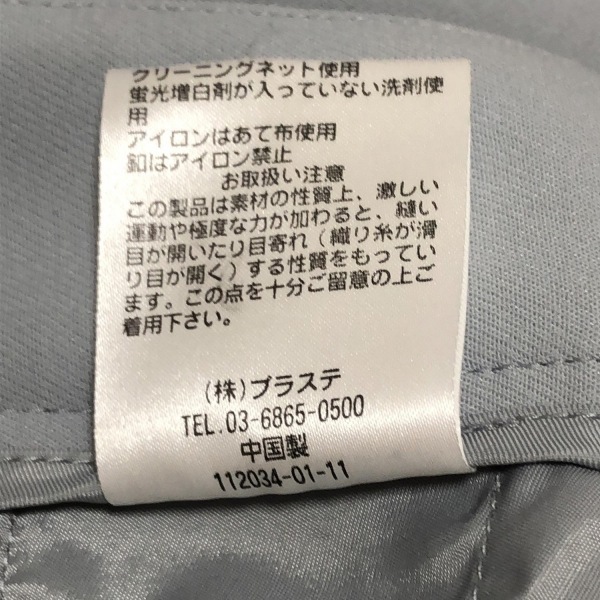 クリーニングネット使用
蛍光増白剤が入っていない洗剤使
用
アイロンはあて布使用
釦はアイロン禁止
お取扱い注意
この製品は素材の性質上、激しい
運動や極度な力が加わると、縫い
目が開いたり目寄れ（織り糸が滑
り目が開く）する性質をもってい
ます。この点を十分ご留意の上ご
着用下さい。
(株)プラステ
TEL.03-6865-0500
中国製
112034-01-11